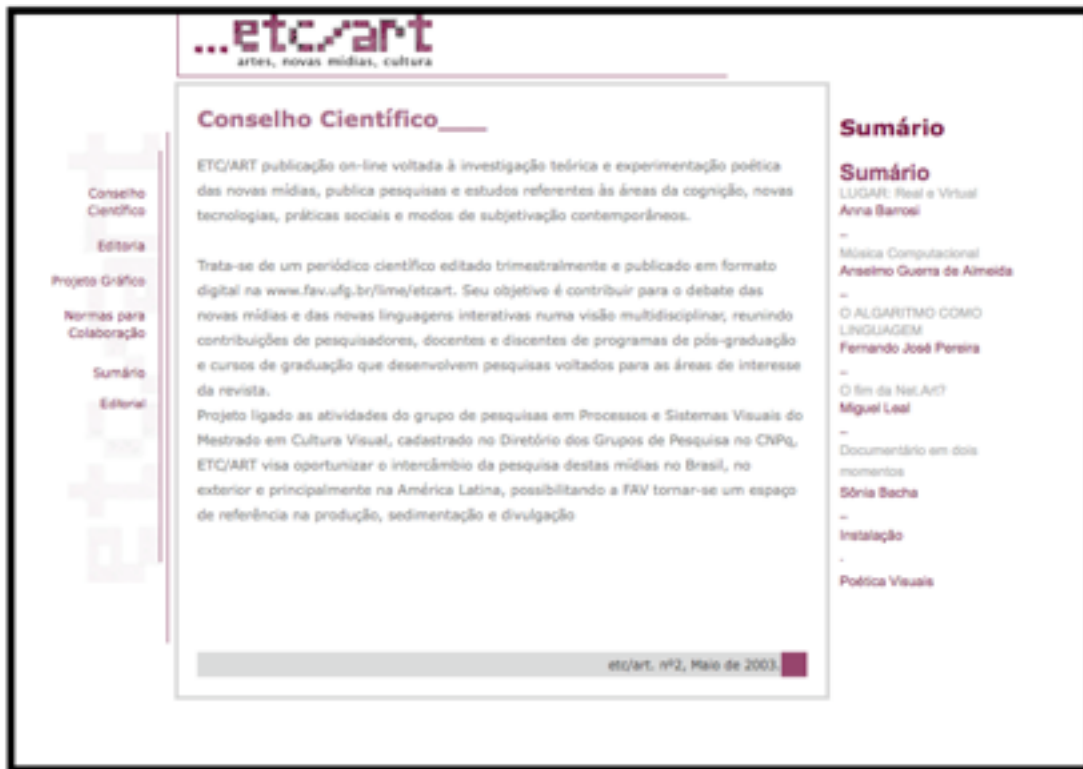 ...etc/art
artes, novas mídias, cultura
Conselho
Científico
Editoria
Projeto Gráfico
Normas para
Colaboração
Sumário
Editorial
etc/art
Conselho Científico___
ETC/ART publicação on-line voltada à investigação teórica e experimentação poética
das novas mídias, publica pesquisas e estudos referentes às áreas da cognição, novas
tecnologias, práticas sociais e modos de subjetivação contemporâneos.
Trata-se de um periódico científico editado trimestralmente e publicado em formato
digital na www.fav.ufg.br/lime/etcart. Seu objetivo é contribuir para o debate das
novas mídias e das novas linguagens interativas numa visão multidisciplinar, reunindo
contribuições de pesquisadores, docentes e discentes de programas de pós-graduação
e cursos de graduação que desenvolvem pesquisas voltados para as áreas de interesse
da revista.
Projeto ligado as atividades do grupo de pesquisas em Processos e Sistemas Visuais do
Mestrado em Cultura Visual, cadastrado no Diretório dos Grupos de Pesquisa no CNPq,
ETC/ART visa oportunizar o intercâmbio da pesquisa destas mídias no Brasil, no
exterior e principalmente na América Latina, possibilitando a FAV tornar-se um espaço
de referência na produção, sedimentação e divulgação
etc/art. nº2, Maio de 2003.
Sumário
Sumário
LUGAR: Real e Virtual
Anna Barrosi
–
Música Computacional
Anselmo Guerra de Almeida
–
O ALGARITMO COMO
LINGUAGEM
Fernando José Pereira
–
O fim da Net.Art?
Miguel Leal
–
Documentário em dois
momentos
Sônia Bacha
–
Instalação
-
Poética Visuais